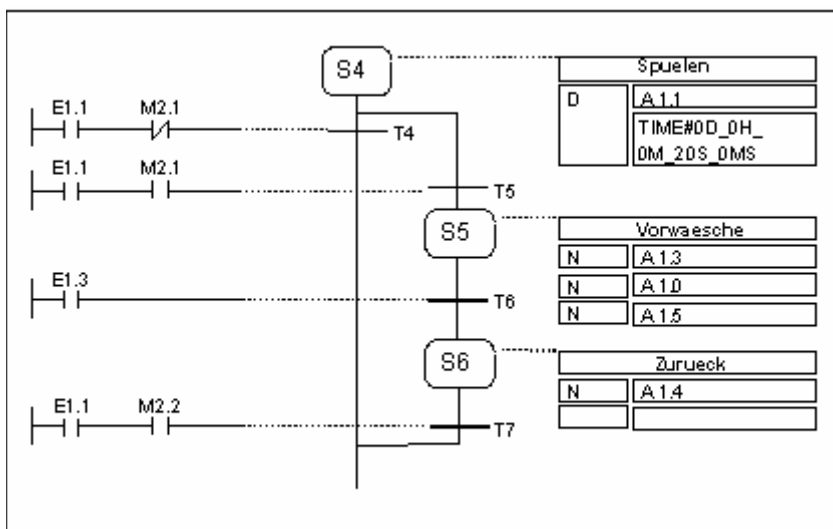 S4
Spuelen
D
A 1.1
TIME#0D_0H_
0M_20S_0MS
E1.1 M2.1
T4
E1.1 M2.1
T5
S5
Vorwaesche
N A 1.3
N A 1.0
N A 1.5
E1.3
T6
S6
Zurueck
N A 1.4
E1.1 M2.2
T7